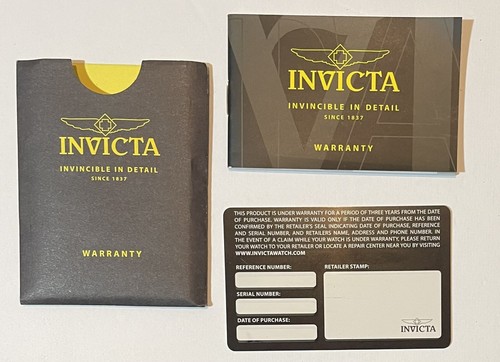 INVICTA
INVINCIBLE IN DETAIL
SINCE 1837
WARRANTY
INVICTA
INVINCIBLE IN DETAIL
SINCE 1837
WARRANTY
THIS PRODUCT IS UNDER WARRANTY FOR A PERIOD OF THREE YEARS FROM THE DATE
OF PURCHASE. WARRANTY IS VALID ONLY IF THE DATE OF PURCHASE HAS BEEN
CONFIRMED BY THE RETAILER'S SEAL INDICATING DATE OF PURCHASE, REFERENCE
AND SERIAL NUMBER, AND RETAILERS NAME, ADDRESS AND PHONE NUMBER. IN
THE EVENT OF A CLAIM WHILE YOUR WATCH IS UNDER WARRANTY, PLEASE RETURN
YOUR WATCH TO YOUR RETAILER OR LOCATE A REPAIR CENTER NEAR YOU BY VISITING
WWW.INVICTAWATCH.COM
REFERENCE NUMBER:
RETAILER STAMP:
SERIAL NUMBER:
DATE OF PURCHASE:
INVICTA